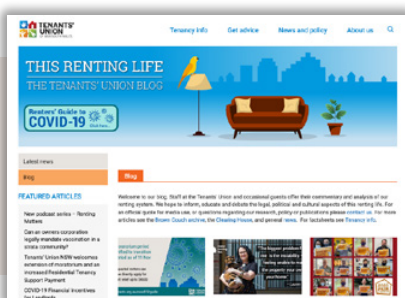 TENANTS'
UNION
Tenancy info
Get advice
News and policy
About us
THIS RENTING LIFE
THE TENANTS' UNION BLOG
Renters' Guide to
COVID-19
Latest news
Blog
FEATURED ARTICLES
New podcast series - Renting
Matters
Can an owners corporation
legally mandate vaccination in a
strata community?
Tenants' Union NSW welcomes
extension of moratorium and an
increased Residential Tenancy
Support Payment
COVID-19 Financial Incentives
for Landlords
Blog
Welcome to our blog. Staff at the Tenants' Union and occasional guests offer their commentary and analysis of our
renting system. We hope to inform, educate and debate the legal, political and cultural aspects of this renting life. For
an official quote for media use, or questions regarding our research, policy or publications please contact us. For more
articles see the Brown Couch archive, the Clearing House, and general news. For factsheets see Tenancy info.
"The biggest problem f